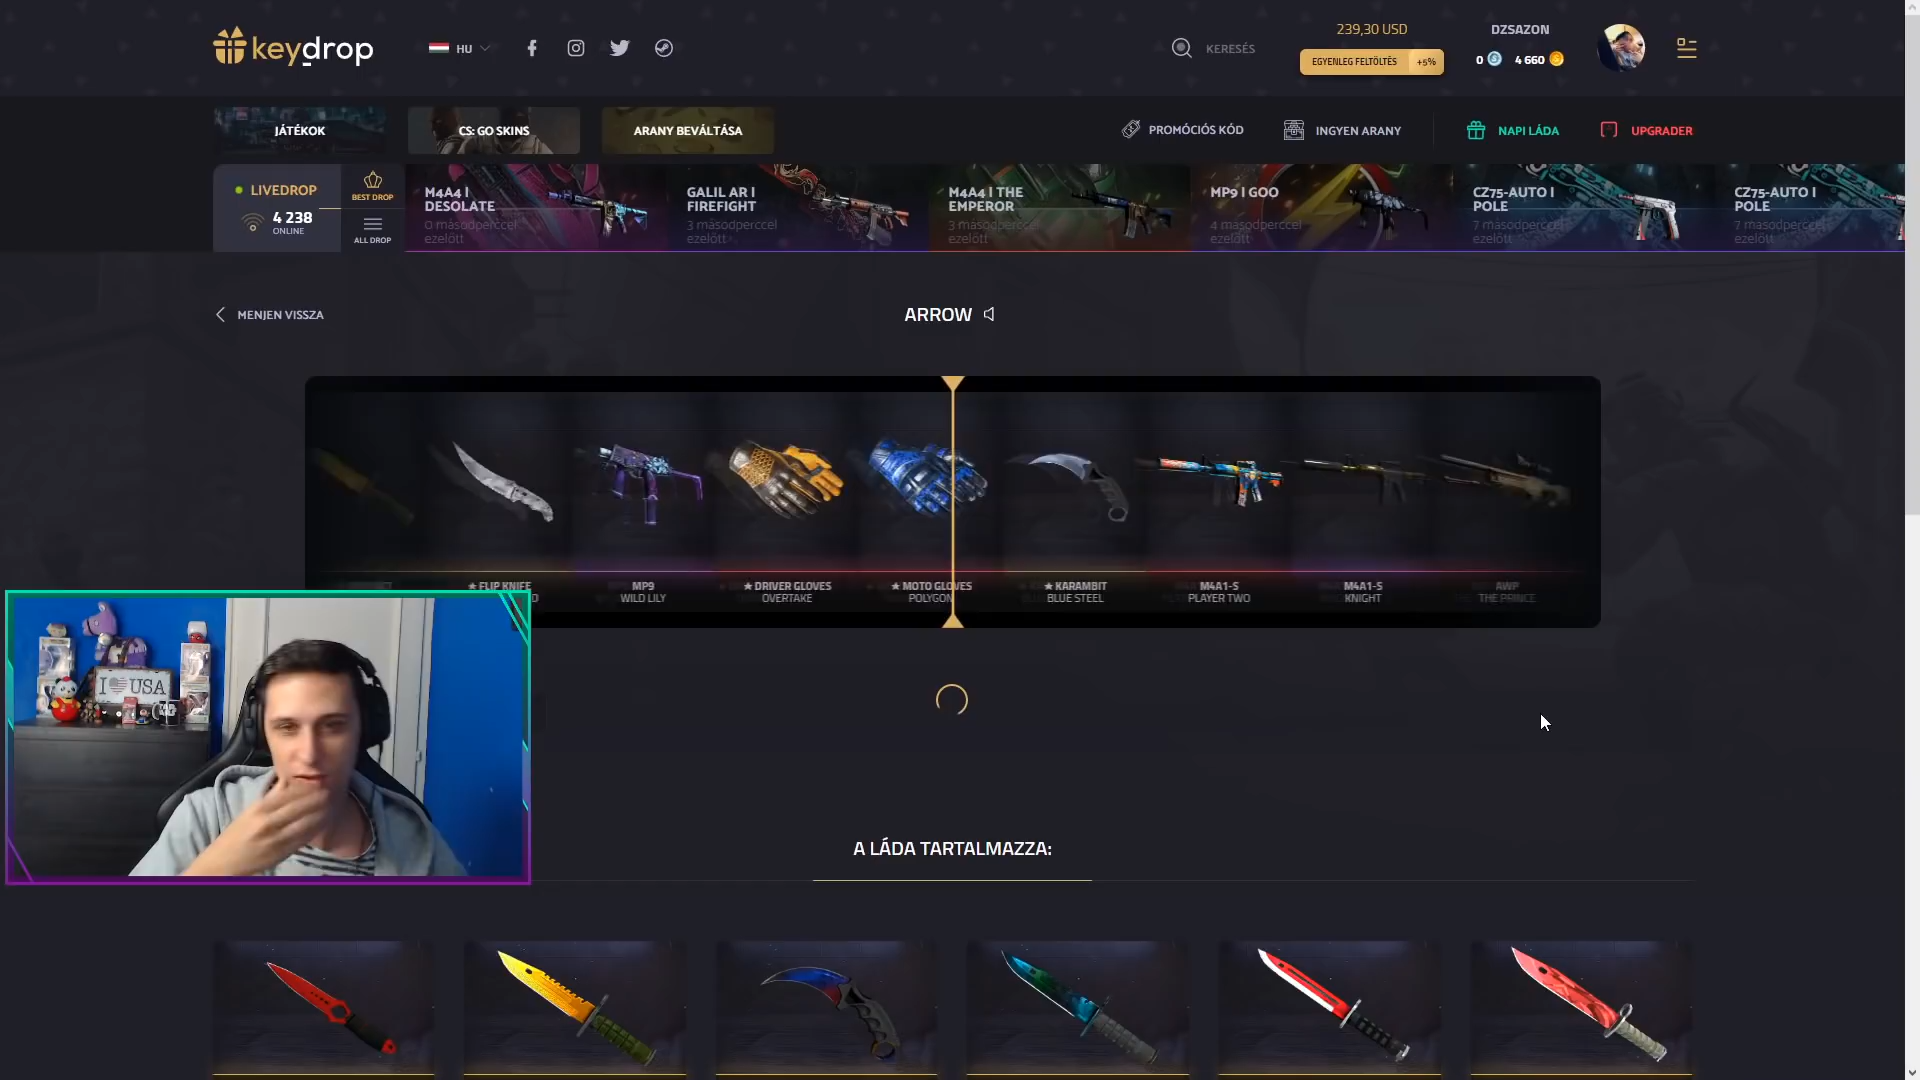 keydrop
HU
KERESÉS
239,30 USD
EGYENLEG FELTÖLTÉS +5%
DZSAZON
0 4 660
JÁTÉKOK
CS: GO SKINS
ARANY BEVÁLTÁSA
PROMÓCIÓS KÓD
INGYEN ARANY
NAPI LÁDA
UPGRADER
LIVEDROP
4 238
ONLINE
BEST DROP
ALL DROP
M4A4 |
DESOLATE
0 másodperccel
ezelőtt
GALIL AR |
FIREFIGHT
3 másodperccel
ezelőtt
M4A4 | THE
EMPEROR
3 másodperccel
ezelőtt
MP9 | GOO
4 másodperccel
ezelőtt
CZ75-AUTO |
POLE
7 másodperccel
ezelőtt
CZ75-AUTO |
POLE
7 másodperccel
ezelőtt
MENJEN VISSZA
ARROW
★ FLIP KNIFE
MP9
WILD LILY
★ DRIVER GLOVES
OVERTAKE
★ MOTO GLOVES
POLYGON
★ KARAMBIT
BLUE STEEL
M4A1-S
PLAYER TWO
M4A1-S
KNIGHT
AWP
THE PRINCE
I USA
A LÁDA TARTALMAZZA: